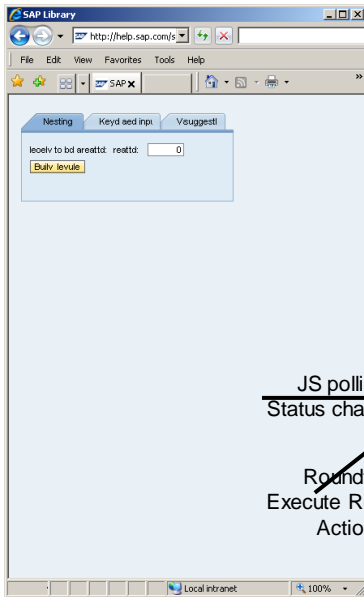 SAP Library
http://help.sap.com/s
File Edit View Favorites Tools Help
SAP
Nesting Keyd aed inpu Vsuggestl
leoelv to bd areattd: reattd: 0
Builv levule
JS polli
Status cha
Round
Execute R
Actio
Local intranet 100%